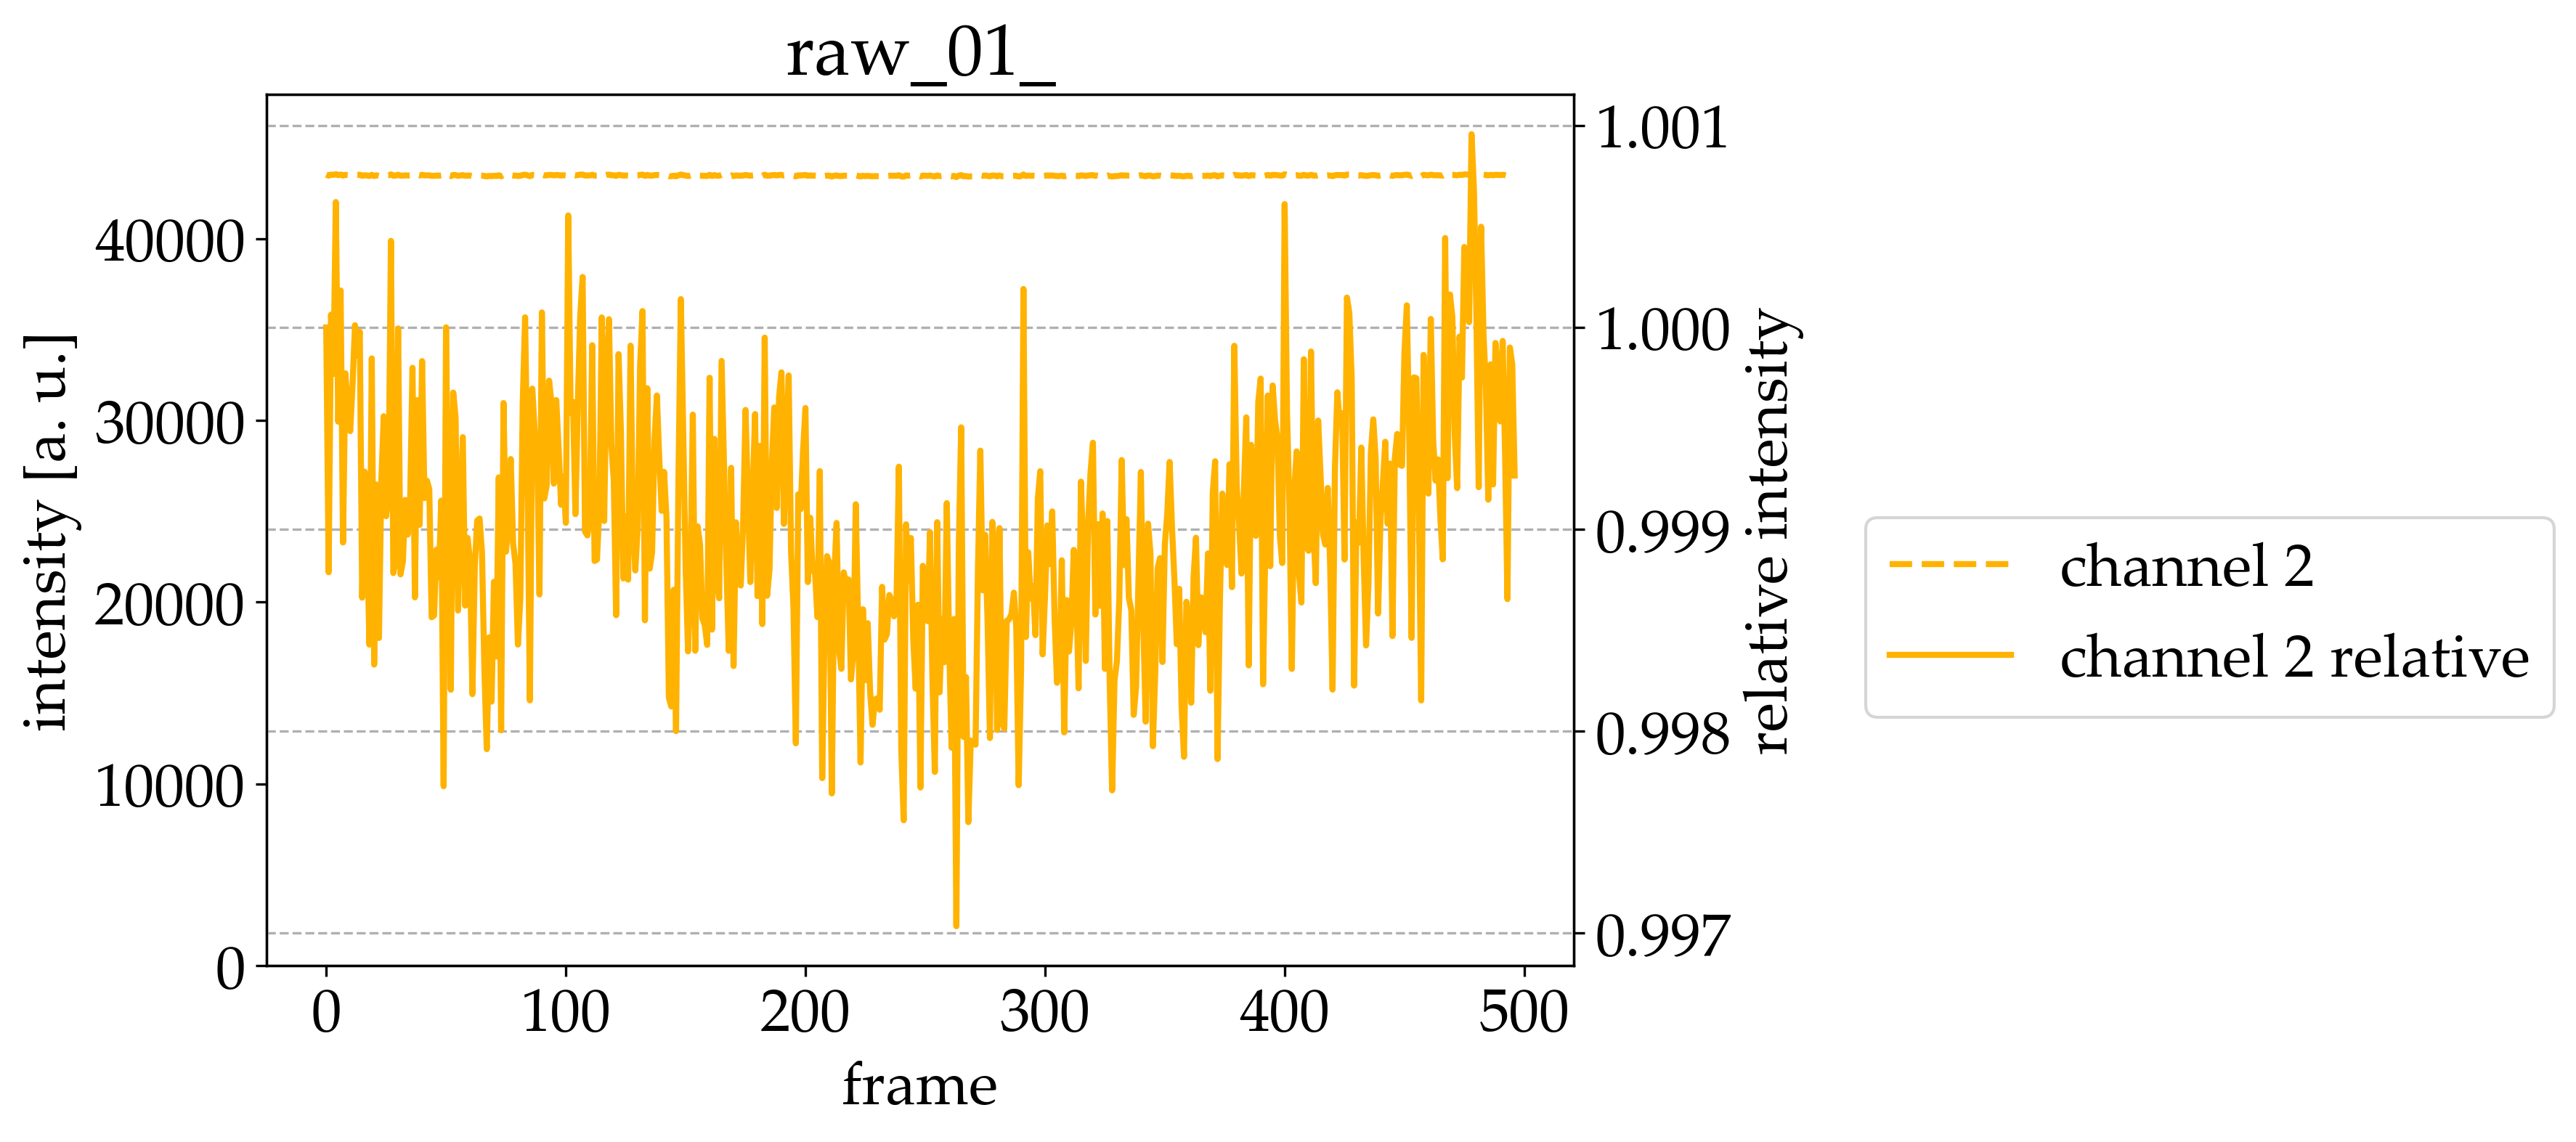 raw_01_
intensity [a. u.]
40000
30000
20000
10000
0
0 100 200 300 400 500
frame
1.001
1.000
0.999
0.998
0.997
relative intensity
channel 2
channel 2 relative